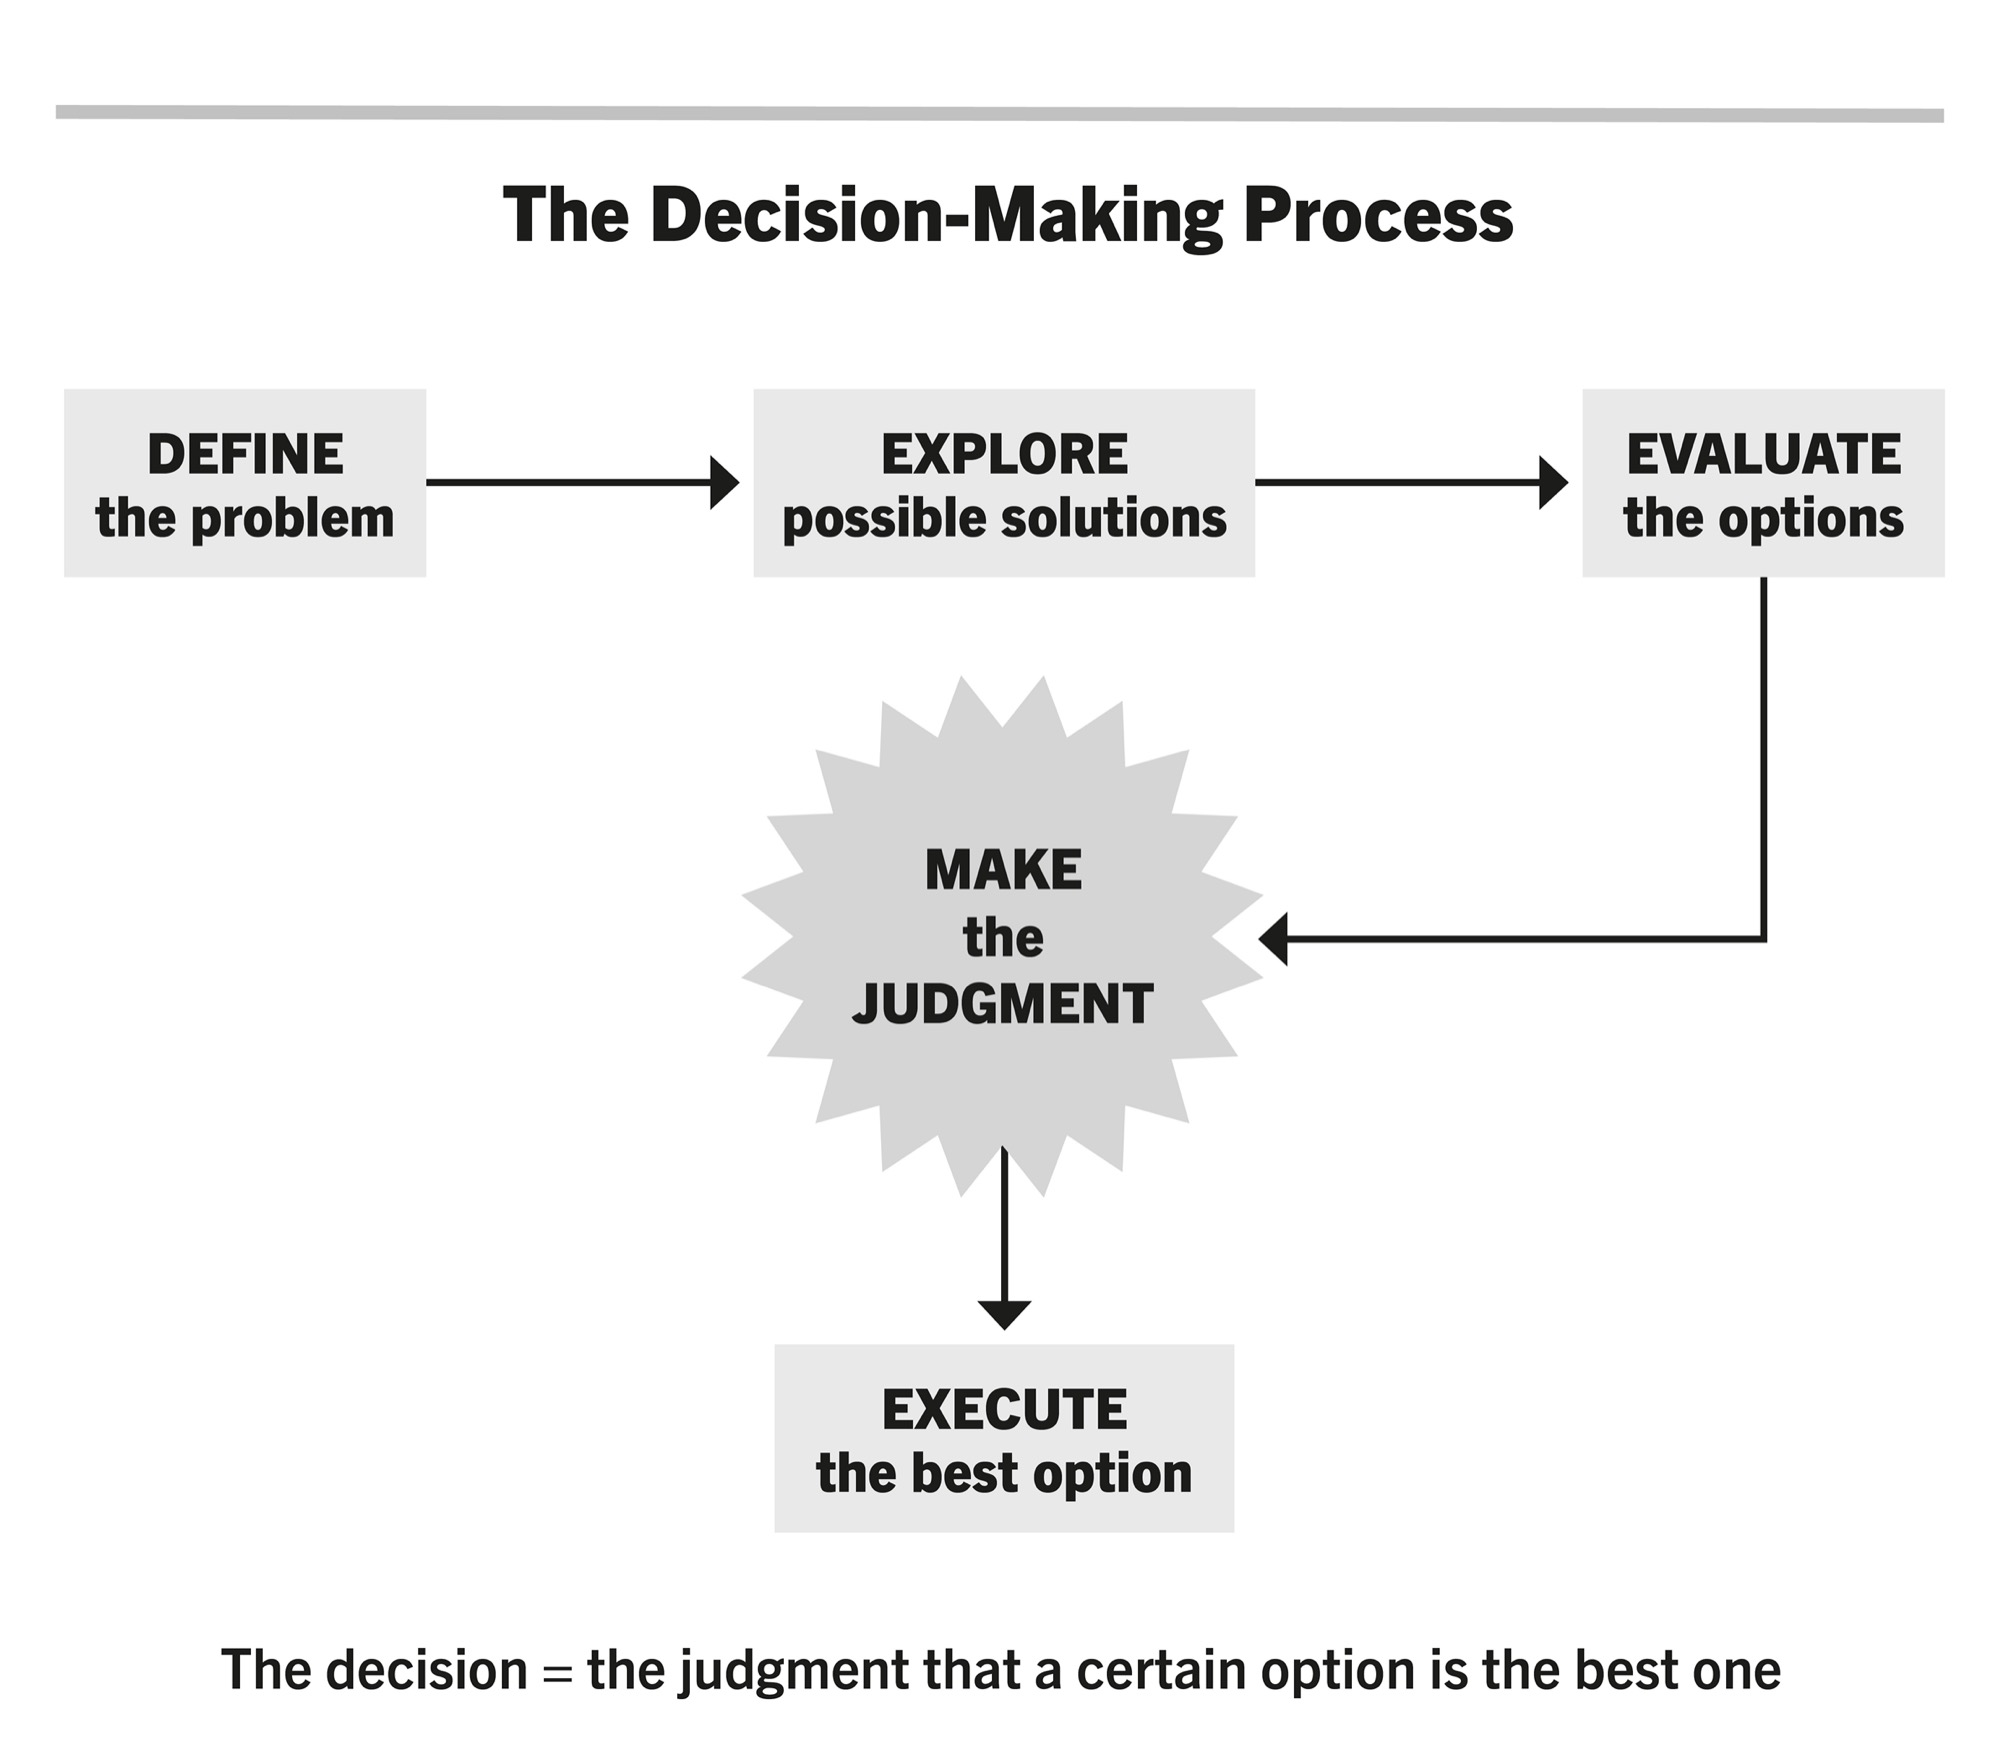 The Decision-Making Process
DEFINE
the problem
EXPLORE
possible solutions
EVALUATE
the options
MAKE
the
JUDGMENT
EXECUTE
the best option
The decision = the judgment that a certain option is the best one